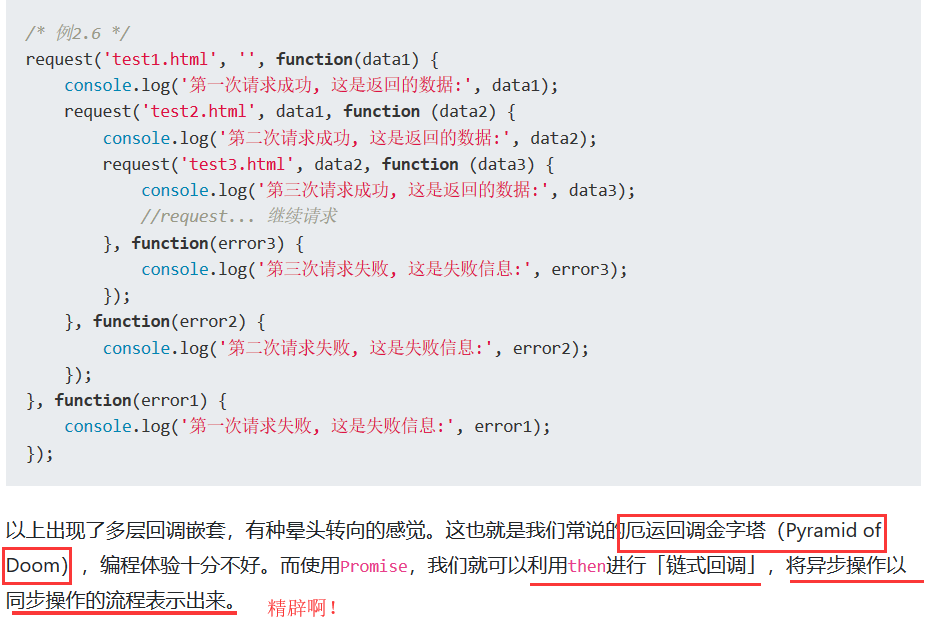 /* 例2.6 */
request('test1.html', '', function(data1) {
    console.log('第一次请求成功, 这是返回的数据:', data1);
    request('test2.html', data1, function (data2) {
        console.log('第二次请求成功, 这是返回的数据:', data2);
        request('test3.html', data2, function (data3) {
            console.log('第三次请求成功, 这是返回的数据:', data3);
            //request... 继续请求
        }, function(error3) {
            console.log('第三次请求失败, 这是失败信息:', error3);
        });
    }, function(error2) {
        console.log('第二次请求失败, 这是失败信息:', error2);
    });
}, function(error1) {
    console.log('第一次请求失败, 这是失败信息:', error1);
});
以上出现了多层回调嵌套，有种晕头转向的感觉。这也就是我们常说的厄运回调金字塔（Pyramid of
Doom），编程体验十分不好。而使用Promise，我们就可以利用then进行「链式回调」，将异步操作以
同步操作的流程表示出来。 精辟啊！